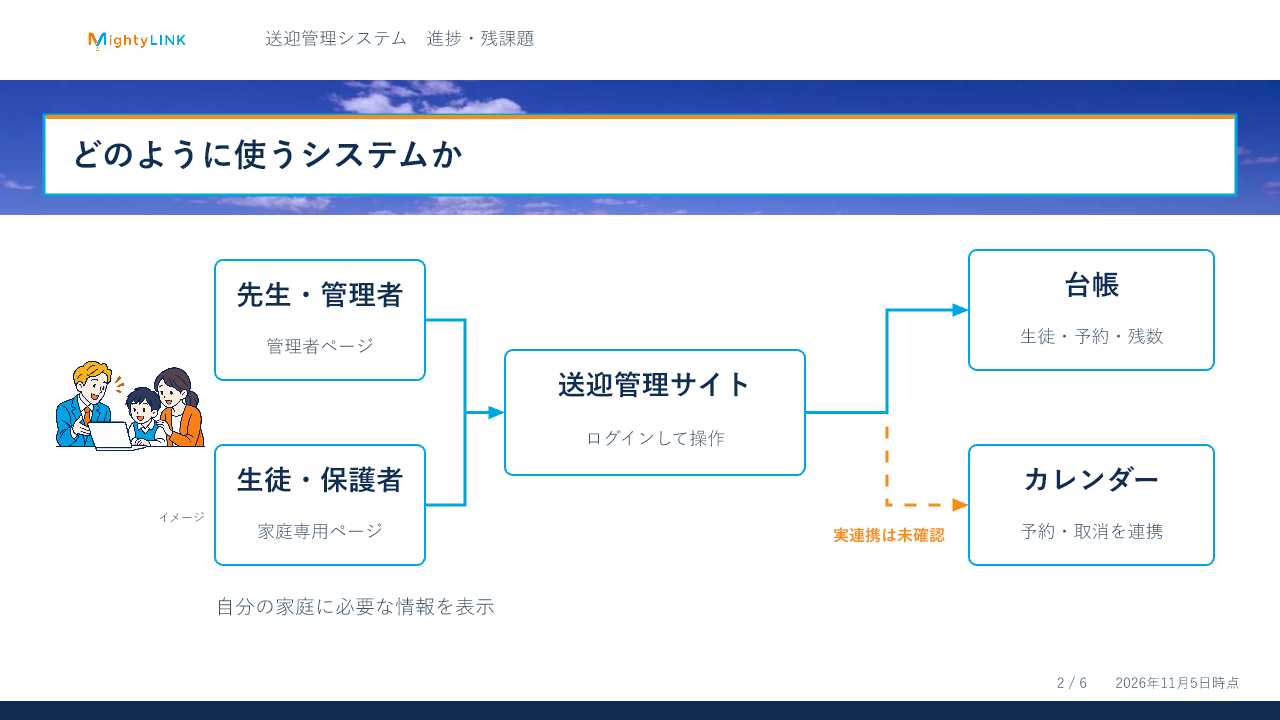 MightyLINK
送迎管理システム　進捗・残課題
どのように使うシステムか
先生・管理者
管理者ページ
生徒・保護者
家庭専用ページ
イメージ
自分の家庭に必要な情報を表示
送迎管理サイト
ログインして操作
台帳
生徒・予約・残数
カレンダー
予約・取消を連携
実連携は未確認
2 / 6　2026年11月5日時点